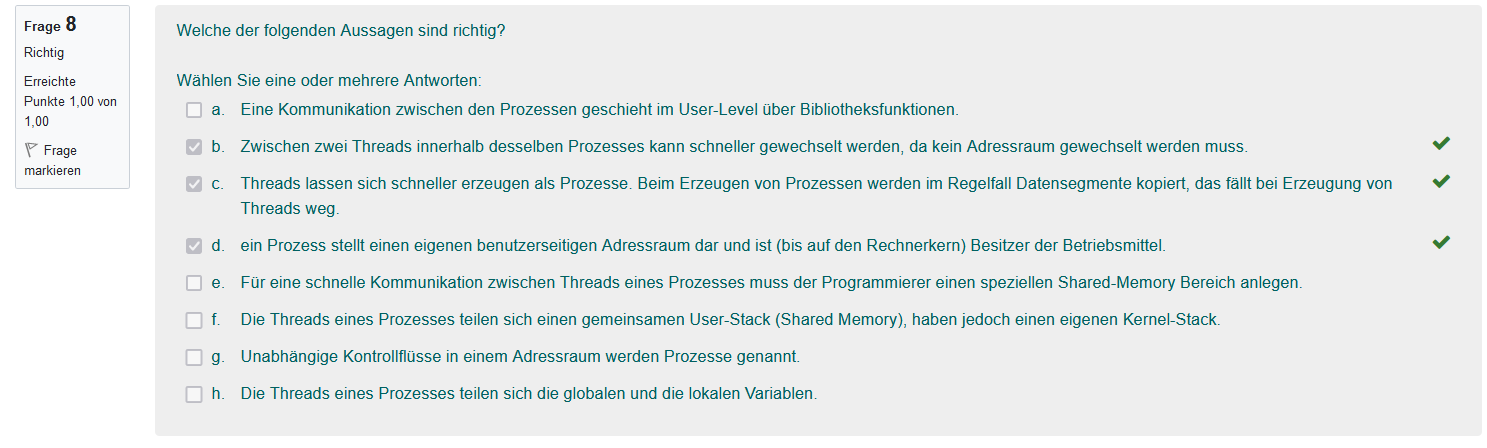 Frage 8
Richtig
Erreichte
Punkte 1,00 von
1,00
Frage
markieren
Welche der folgenden Aussagen sind richtig?
Wählen Sie eine oder mehrere Antworten:
a. Eine Kommunikation zwischen den Prozessen geschieht im User-Level über Bibliotheksfunktionen.
b. Zwischen zwei Threads innerhalb desselben Prozesses kann schneller gewechselt werden, da kein Adressraum gewechselt werden muss.
c. Threads lassen sich schneller erzeugen als Prozesse. Beim Erzeugen von Prozessen werden im Regelfall Datensegmente kopiert, das fällt bei Erzeugung von
Threads weg.
d. ein Prozess stellt einen eigenen benutzerseitigen Adressraum dar und ist (bis auf den Rechnerkern) Besitzer der Betriebsmittel.
e. Für eine schnelle Kommunikation zwischen Threads eines Prozesses muss der Programmierer einen speziellen Shared-Memory Bereich anlegen.
f. Die Threads eines Prozesses teilen sich einen gemeinsamen User-Stack (Shared Memory), haben jedoch einen eigenen Kernel-Stack.
g. Unabhängige Kontrollflüsse in einem Adressraum werden Prozesse genannt.
h. Die Threads eines Prozesses teilen sich die globalen und die lokalen Variablen.